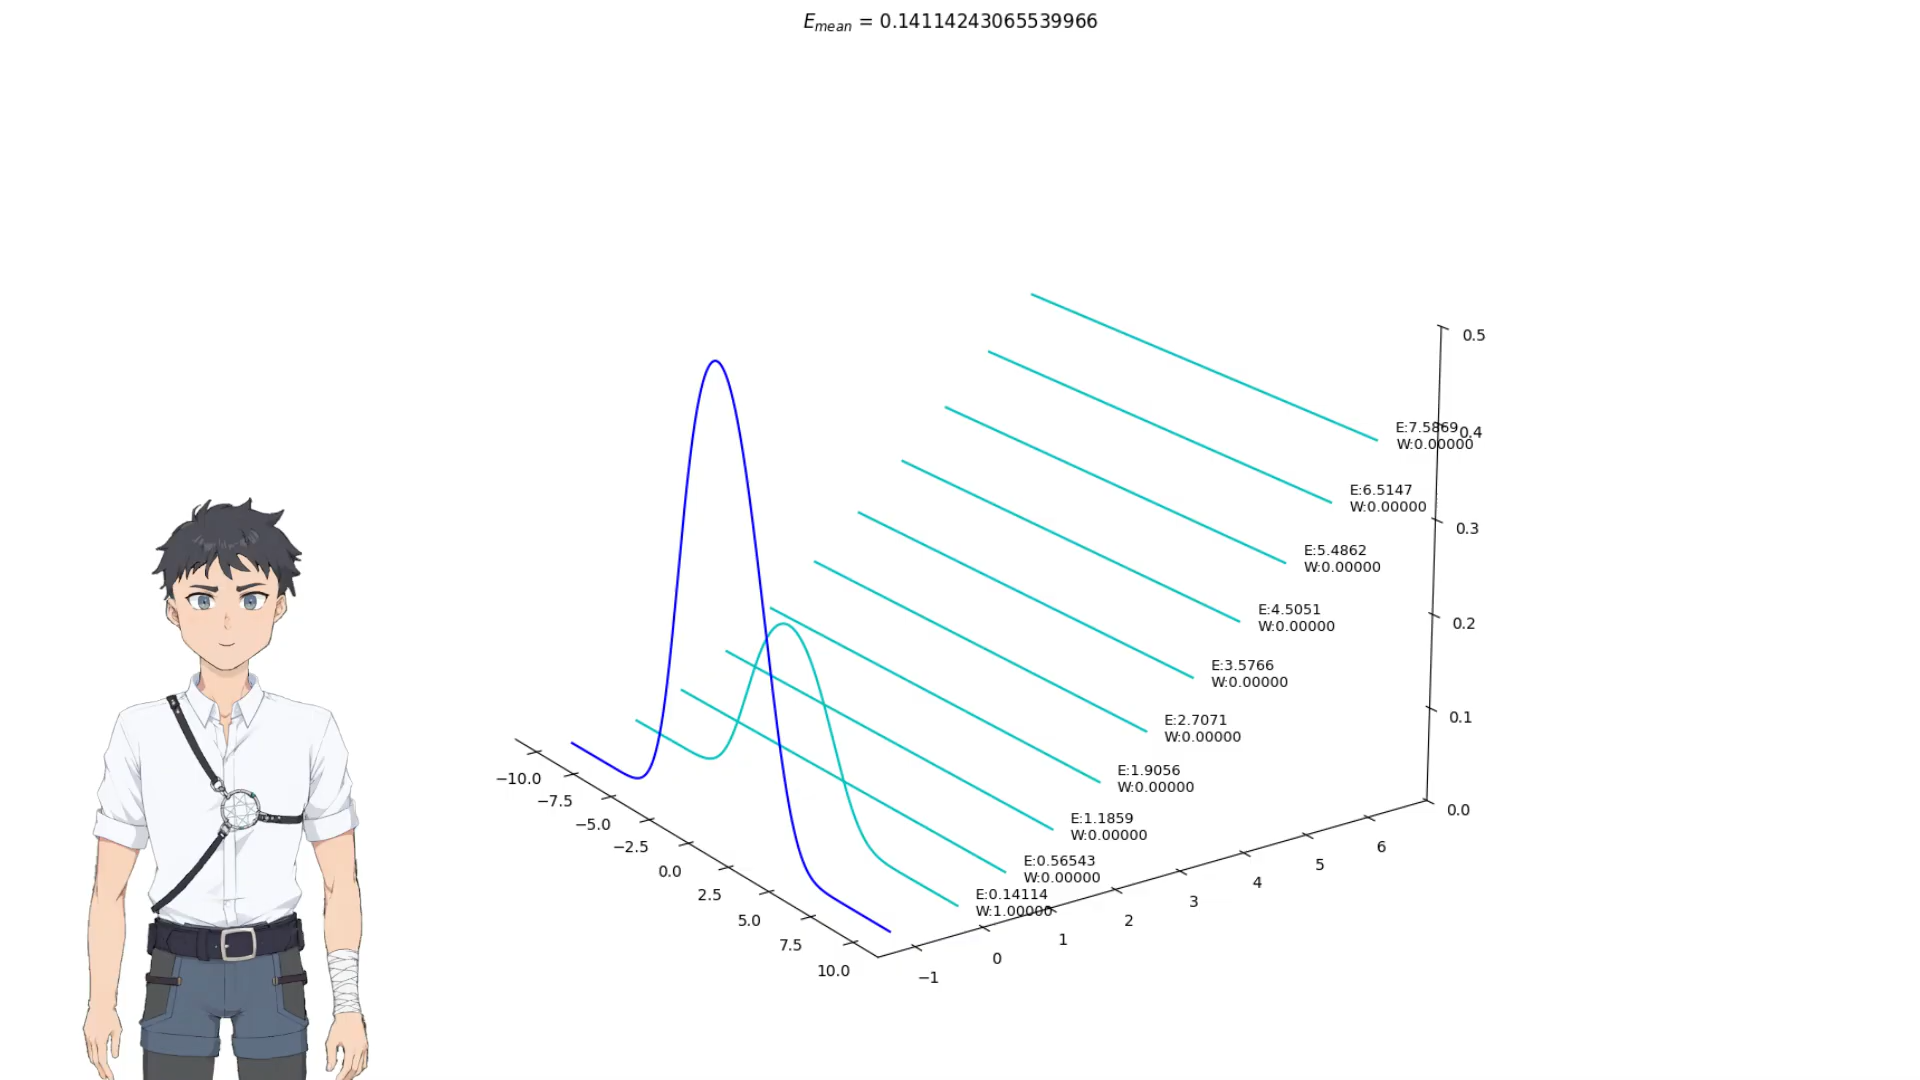 E_mean = 0.14114243065539966
0.5
E:7.5869
W:0.00000
0.4
E:6.5147
W:0.00000
0.3
E:5.4862
W:0.00000
E:4.5051
W:0.00000
0.2
E:3.5766
W:0.00000
0.1
E:2.7071
W:0.00000
E:1.9056
W:0.00000
0.0
E:1.1859
W:0.00000
E:0.56543
W:0.00000
E:0.14114
W:1.00000
−10.0
−7.5
−5.0
−2.5
0.0
2.5
5.0
7.5
10.0
−1
0
1
2
3
4
5
6